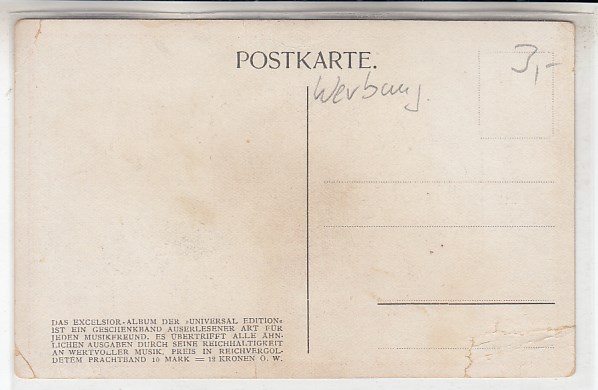 POSTKARTE.
3,-
Werbung.
DAS EXCELSIOR-ALBUM DER »UNIVERSAL EDITION«
IST EIN GESCHENKBAND AUSERLESENER ART FÜR
JEDEN MUSIKFREUND. ES ÜBERTRIFFT ALLE ÄHN-
LICHEN AUSGABEN DURCH SEINE REICHHALTIGKEIT
AN WERTVOLLER MUSIK. PREIS IN REICHVERGOL-
DETEM PRACHTBAND 10 MARK = 12 KRONEN Ö. W.